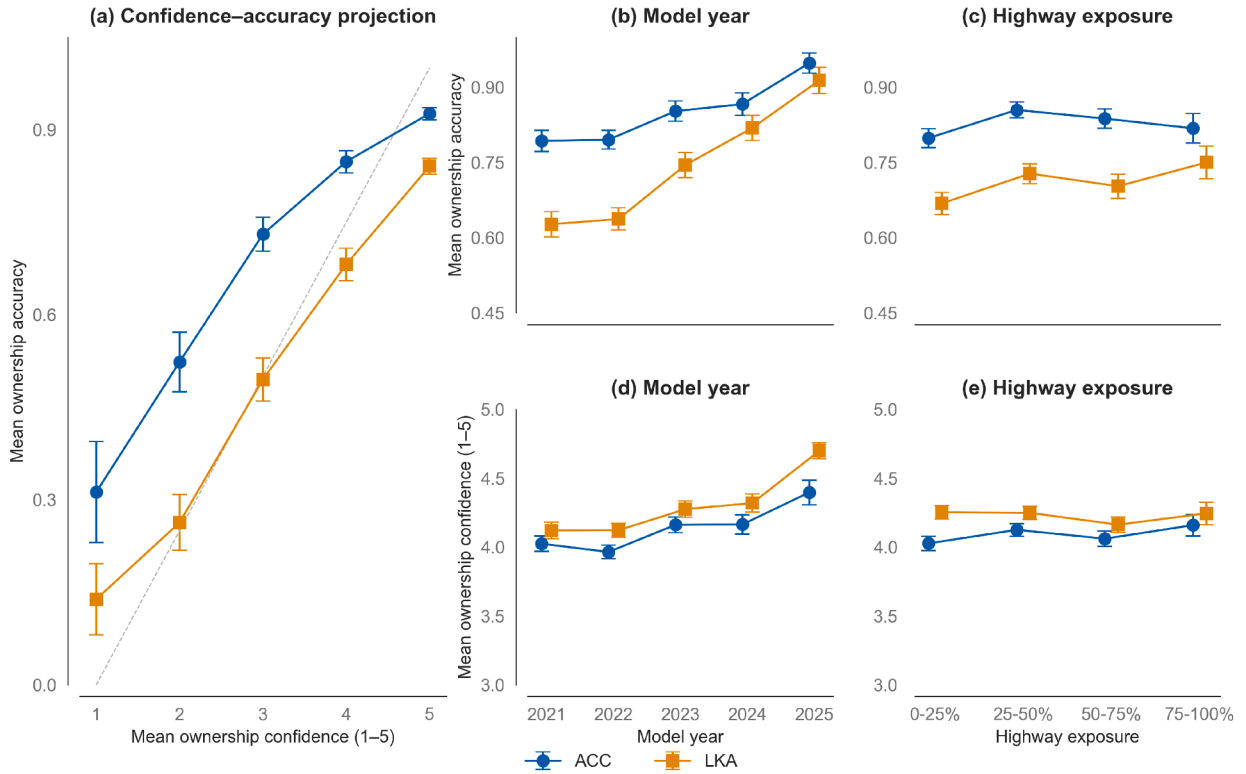 (a) Confidence–accuracy projection
Mean ownership accuracy
0.9
0.6
0.3
0.0
1 2 3 4 5
Mean ownership confidence (1–5)
(b) Model year
Mean ownership accuracy
0.90
0.75
0.60
0.45
(c) Highway exposure
0.90
0.75
0.60
0.45
(d) Model year
Mean ownership confidence (1–5)
5.0
4.5
4.0
3.5
3.0
2021 2022 2023 2024 2025
Model year
(e) Highway exposure
5.0
4.5
4.0
3.5
3.0
0-25% 25-50% 50-75% 75-100%
Highway exposure
ACC LKA